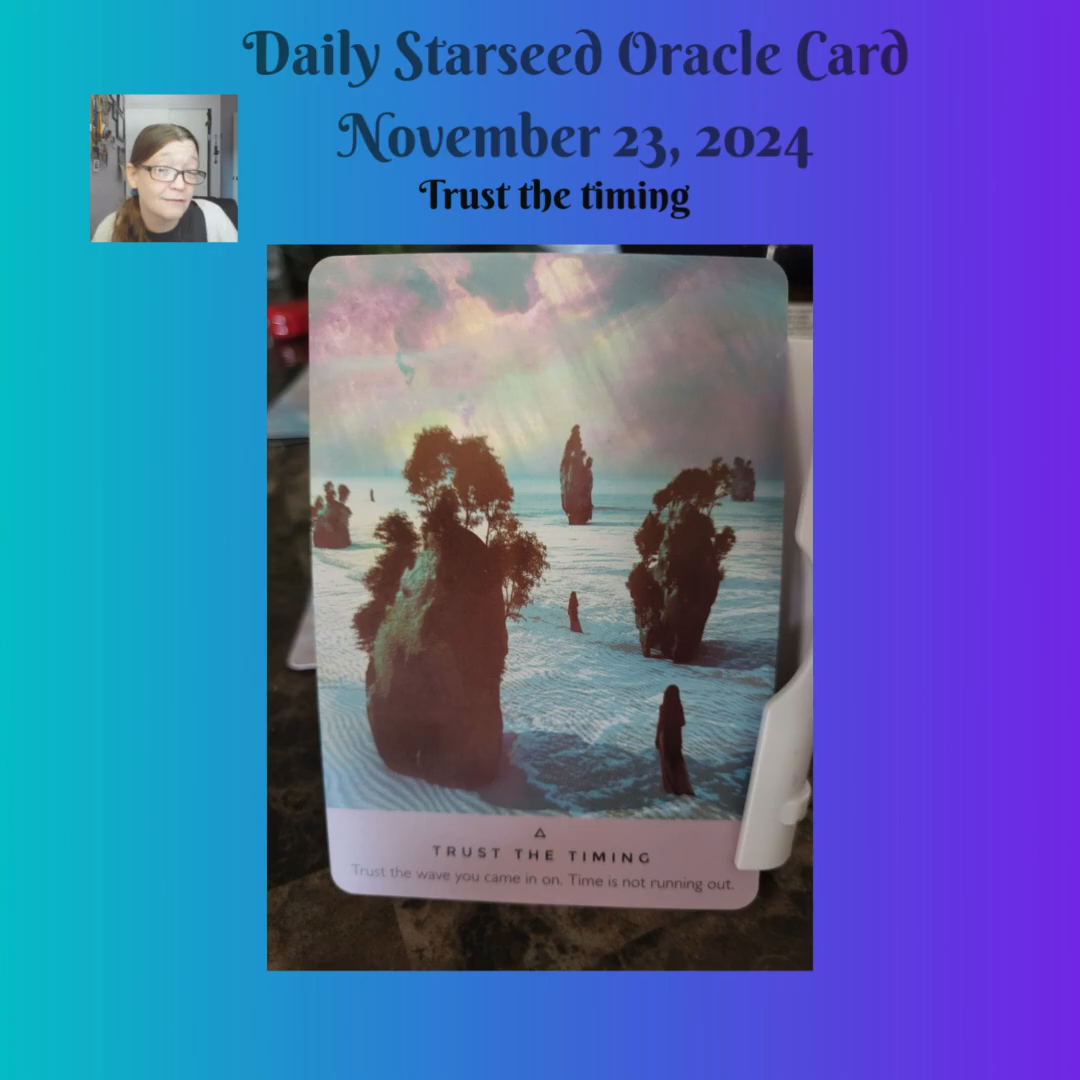 Daily Starseed Oracle Card
November 23, 2024
Trust the timing
TRUST THE TIMING
Trust the wave you came in on. Time is not running out.